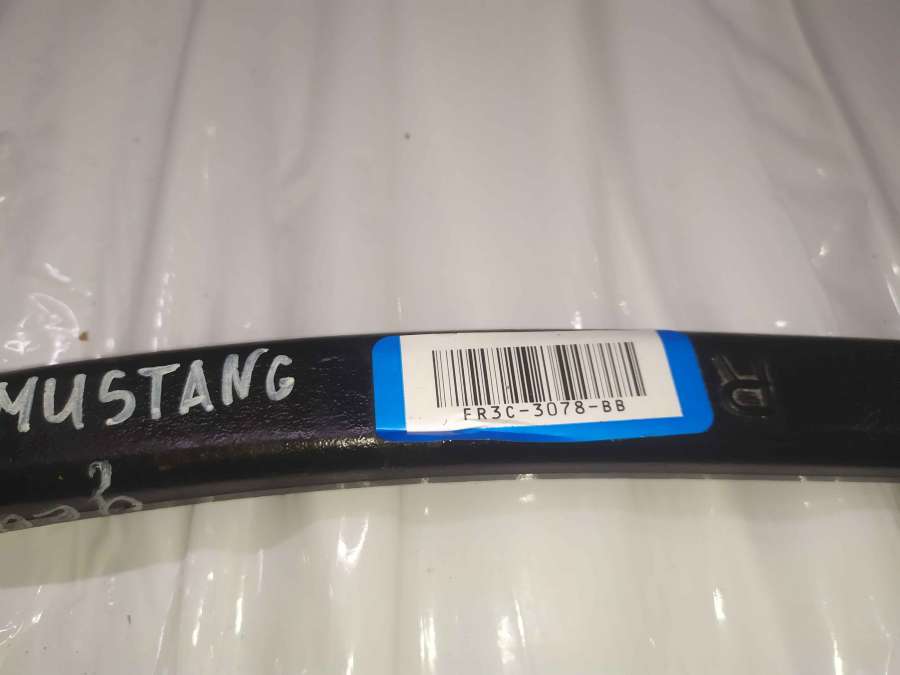 MUSTANG
FR3C-3078-BB
R